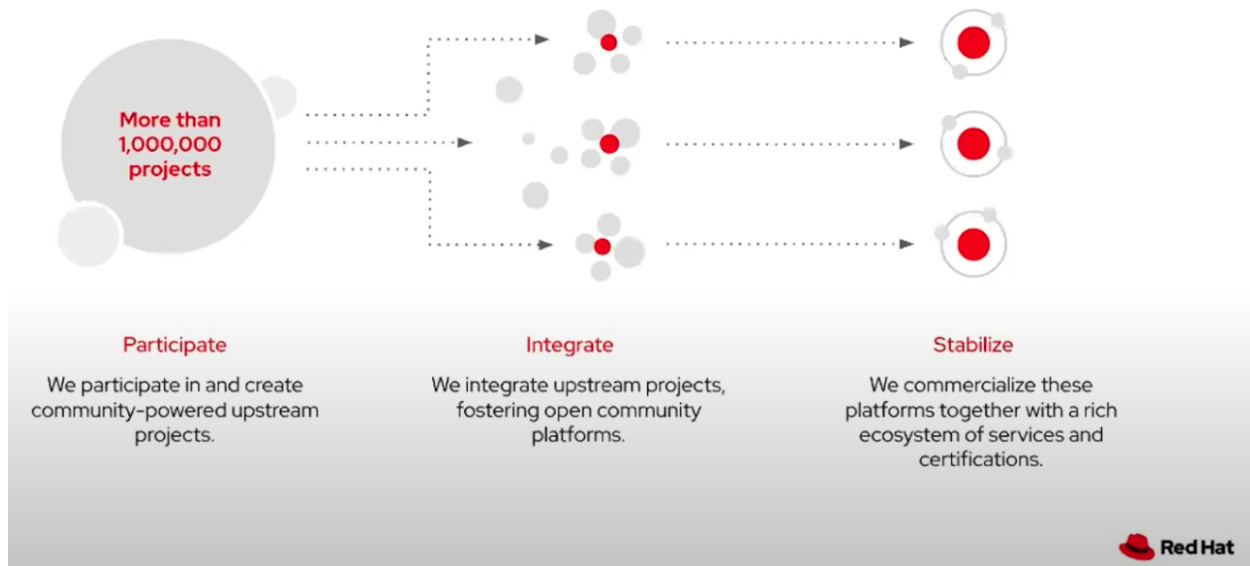 More than
1,000,000
projects
Participate
We participate in and create
community-powered upstream
projects.
Integrate
We integrate upstream projects,
fostering open community
platforms.
Stabilize
We commercialize these
platforms together with a rich
ecosystem of services and
certifications.
Red Hat